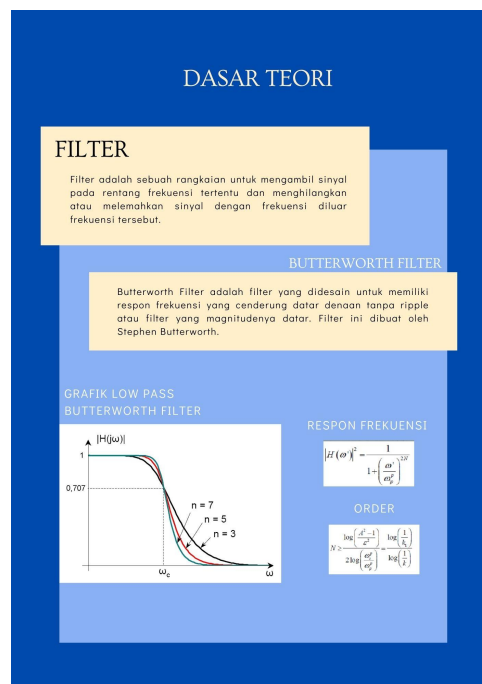 DASAR TEORI
FILTER
Filter adalah sebuah rangkaian untuk mengambil sinyal
pada rentang frekuensi tertentu dan menghilangkan
atau melemahkan sinyal dengan frekuensi diluar
frekuensi tersebut.
BUTTERWORTH FILTER
Butterworth Filter adalah filter yang didesain untuk memiliki
respon frekuensi yang cenderung datar denaan tanpa ripple
atau filter yang magnitudenya datar. Filter ini dibuat oleh
Stephen Butterworth.
GRAFIK LOW PASS
BUTTERWORTH FILTER
|H(jω)|
1
0,707
n = 7
n = 5
n = 3
ω_c
ω
RESPON FREKUENSI
ORDER